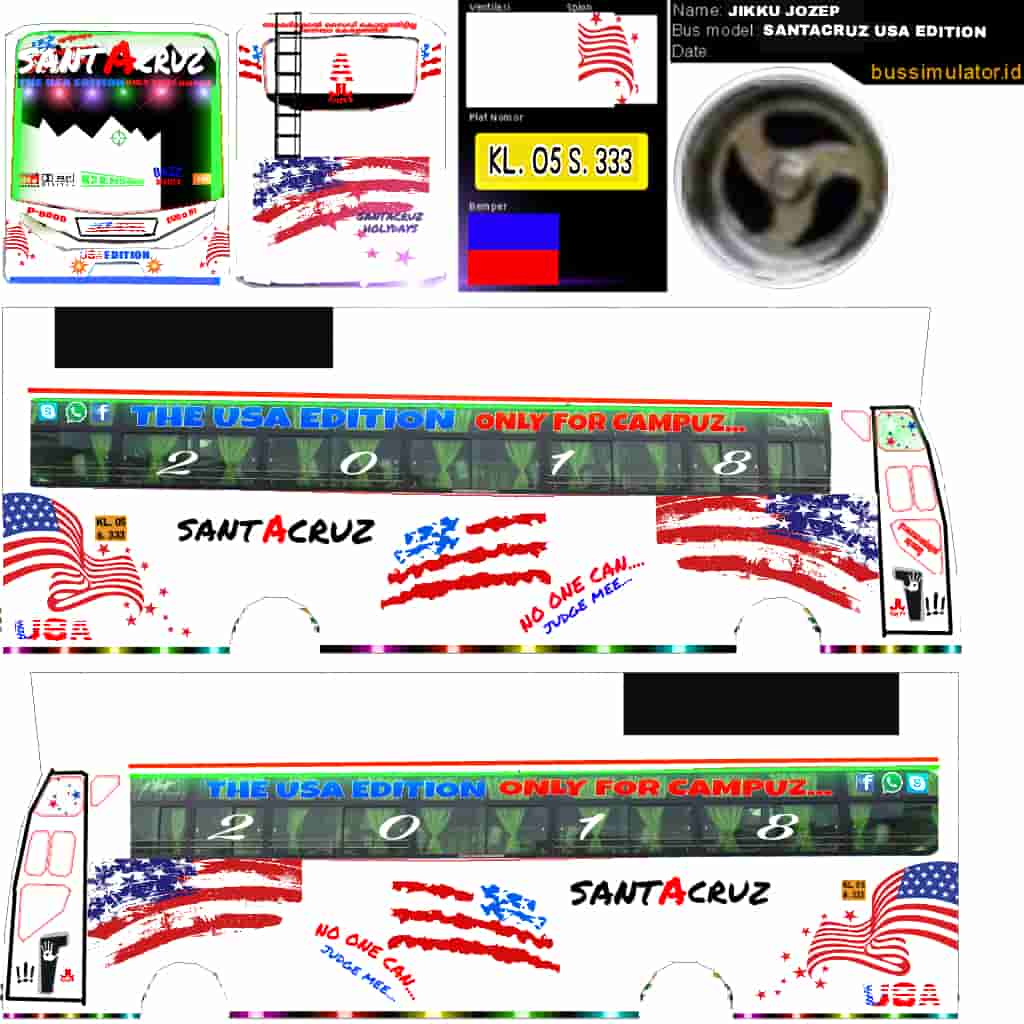 SANTACRUZ
THE USA EDITION
P-6000
USA EDITION
SANTACRUZ
HOLYDAYS
Ventilasi
Spion
Plat Nomor
KL. 05 S. 333
Bemper
Name: JIKKU JOZEP
Bus model: SANTACRUZ USA EDITION
Date
bussimulator.id
THE USA EDITION ONLY FOR CAMPUZ...
2 0 1 8
KL. 05
s. 333
SANTACRUZ
NO ONE CAN....
JUDGE MEE...
USA
THE USA EDITION ONLY FOR CAMPUZ...
2 0 1 8
SANTACRUZ
KL. 05
s. 333
NO ONE CAN....
JUDGE MEE...
USA